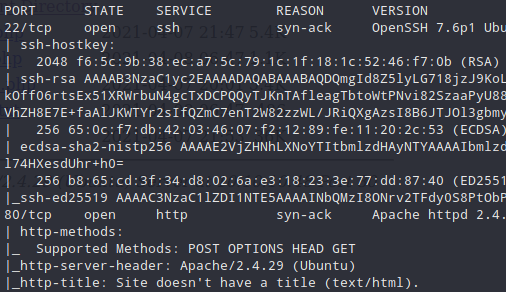 PORT STATE SERVICE REASON VERSION
22/tcp open ssh syn-ack OpenSSH 7.6p1 Ubu
| ssh-hostkey:
| 2048 f6:5c:9b:38:ec:a7:5c:79:1c:1f:18:1c:52:46:f7:0b (RSA)
| ssh-rsa AAAAB3NzaC1yc2EAAAADAQABAAABAQDQmgId8Z5lyLG718jzJ9KoL
kOff06rtsEx51XRWrbuN4gcTxDCPQQyTJKnTAfleagTbtoWtPNvi82SzaaPyU88
VhZH8E7E+faAlJKWTYr2sIfQZmC7enT2W82zzWL/JRiQXgAzsI8B6JTJOl3gbmy
| 256 65:0c:f7:db:42:03:46:07:f2:12:89:fe:11:20:2c:53 (ECDSA)
| ecdsa-sha2-nistp256 AAAAE2VjZHNhLXNoYTItbmlzdHAyNTYAAAAIbmlzd
l74HXesdUhr+hO=
| 256 b8:65:cd:3f:34:d8:02:6a:e3:18:23:3e:77:dd:87:40 (ED2551
|_ssh-ed25519 AAAAC3NzaC1lZDI1NTE5AAAAINbQMzI8ONrv2TFdyOS8PtObP
80/tcp open http syn-ack Apache httpd 2.4.
| http-methods:
|_ Supported Methods: POST OPTIONS HEAD GET
|_http-server-header: Apache/2.4.29 (Ubuntu)
|_http-title: Site doesn't have a title (text/html).